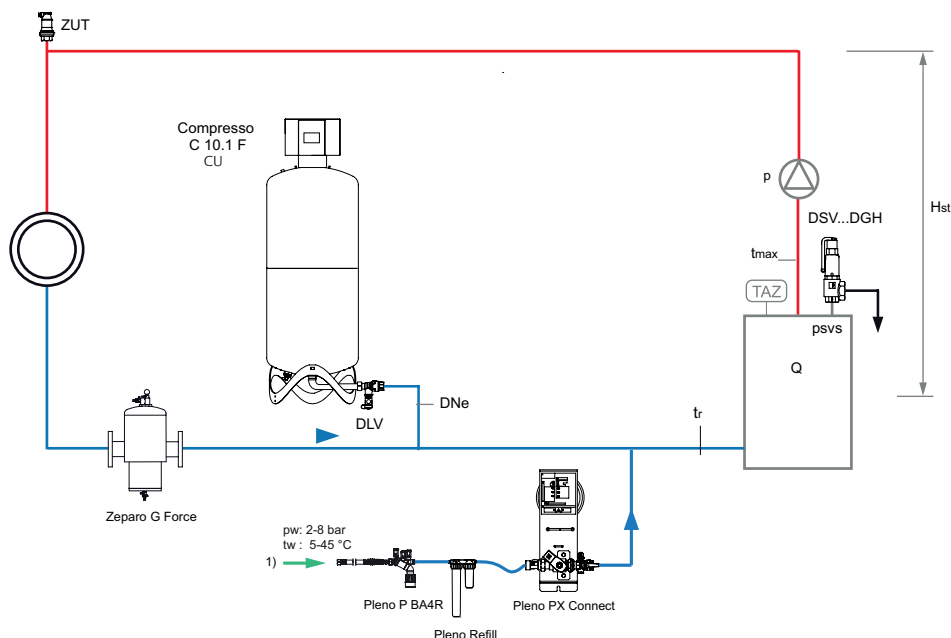 ZUT
Compresso
C 10.1 F
CU
p
Hst
DSV...DGH
tmax
TAZ
psvs
Q
DNe
DLV
tr
Zeparo G Force
pw: 2-8 bar
tw : 5-45 °C
1)
Pleno P BA4R
Pleno PX Connect
Pleno Refill